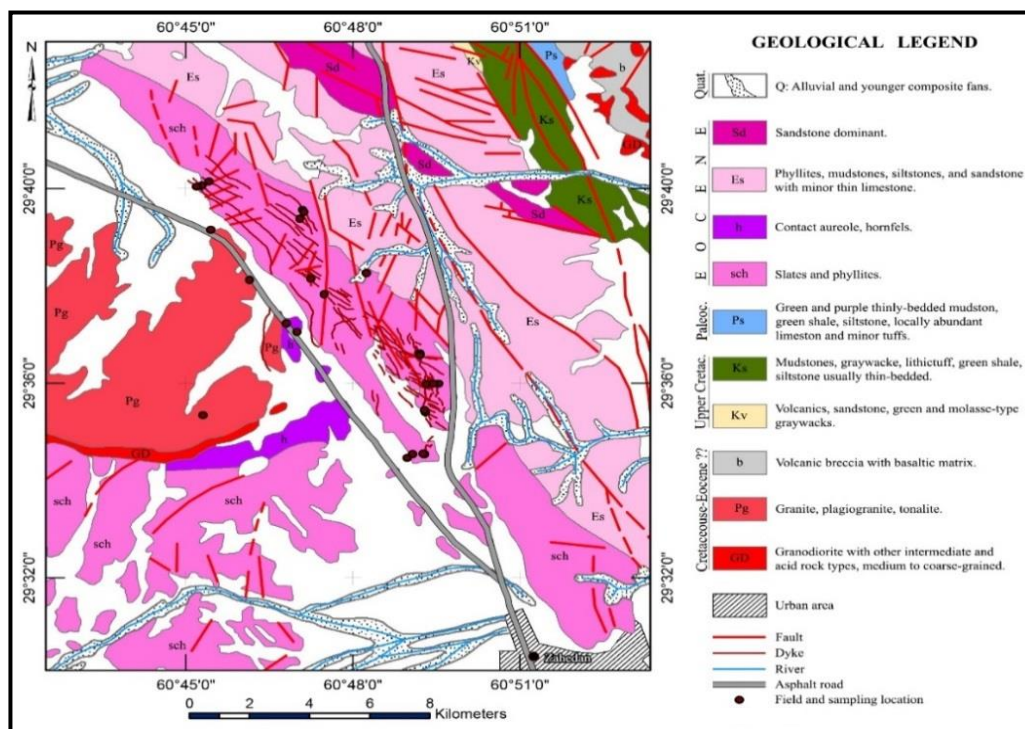 60°45'0" 60°48'0" 60°51'0"
N
29°40'0"
29°36'0"
29°32'0"
29°40'0"
29°36'0"
29°32'0"
Es
Sd
Es
Kv
Ps
b
sch
Ks
GD
Sd
Ks
Sd
Es
Pg
Pg
Es
Pg
h
Pg
h
GD
sch
sch
Es
sch
sch
sch
Zahedan
60°45'0" 60°48'0" 60°51'0"
0 2 4 6 8
Kilometers
GEOLOGICAL LEGEND
Quat.
Q: Alluvial and younger composite fans.
EOCENE
Sd Sandstone dominant.
Es Phyllites, mudstones, siltstones, and sandstone
with minor thin limestone.
h Contact aureole, hornfels.
sch Slates and phyllites.
Paleoc.
Ps Green and purple thinly-bedded mudston,
green shale, siltstone, locally abundant
limeston and minor tuffs.
Upper Cretac.
Ks Mudstones, graywacke, lithictuff, green shale,
siltstone usually thin-bedded.
Kv Volcanics, sandstone, green and molasse-type
graywacks.
Cretaccouse-Eocene ??
b Volcanic breccia with basaltic matrix.
Pg Granite, plagiogranite, tonalite.
GD Granodiorite with other intermediate and
acid rock types, medium to coarse-grained.
Urban area
Fault
Dyke
River
Asphalt road
Field and sampling location